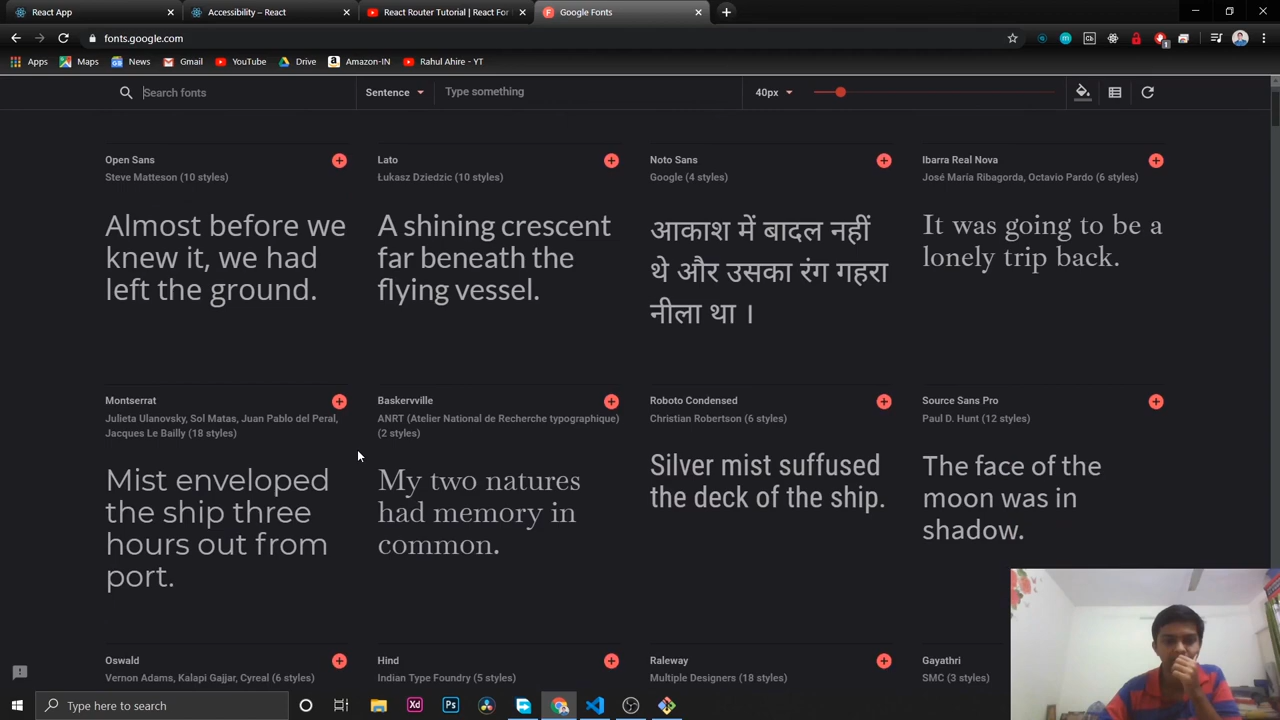 React App
Accessibility – React
React Router Tutorial | React For
Google Fonts
fonts.google.com
Apps
Maps
News
Gmail
YouTube
Drive
Amazon-IN
Rahul Ahire - YT
Search fonts
Sentence
Type something
40px
Open Sans
Steve Matteson (10 styles)
Almost before we
knew it, we had
left the ground.
Lato
Łukasz Dziedzic (10 styles)
A shining crescent
far beneath the
flying vessel.
Noto Sans
Google (4 styles)
आकाश में बादल नहीं
थे और उसका रंग गहरा
नीला था ।
Ibarra Real Nova
José María Ribagorda, Octavio Pardo (6 styles)
It was going to be a
lonely trip back.
Montserrat
Julieta Ulanovsky, Sol Matas, Juan Pablo del Peral,
Jacques Le Bailly (18 styles)
Mist enveloped
the ship three
hours out from
port.
Baskervville
ANRT (Atelier National de Recherche typographique)
(2 styles)
My two natures
had memory in
common.
Roboto Condensed
Christian Robertson (6 styles)
Silver mist suffused
the deck of the ship.
Source Sans Pro
Paul D. Hunt (12 styles)
The face of the
moon was in
shadow.
Oswald
Vernon Adams, Kalapi Gajjar, Cyreal (6 styles)
Hind
Indian Type Foundry (5 styles)
Raleway
Multiple Designers (18 styles)
Gayathri
SMC (3 styles)
Type here to search
Xd
Ps